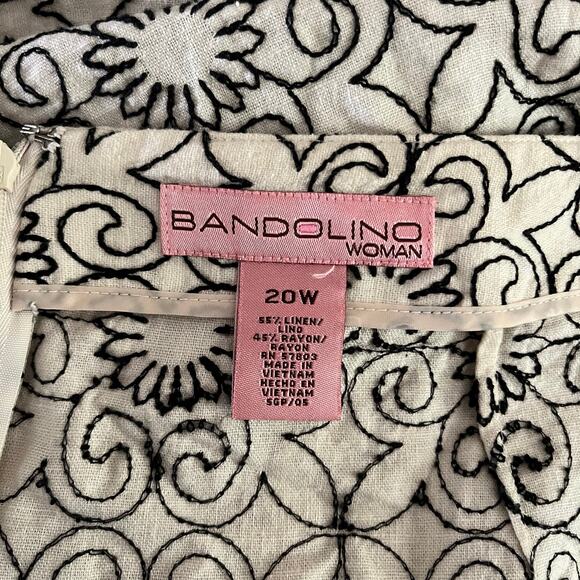 BANDOLINO
WOMAN
20W
55% LINEN/
LINO
45% RAYON/
RAYON
RN 57803
MADE IN
VIETNAM
HECHO EN
VIETNAM
SGP/05